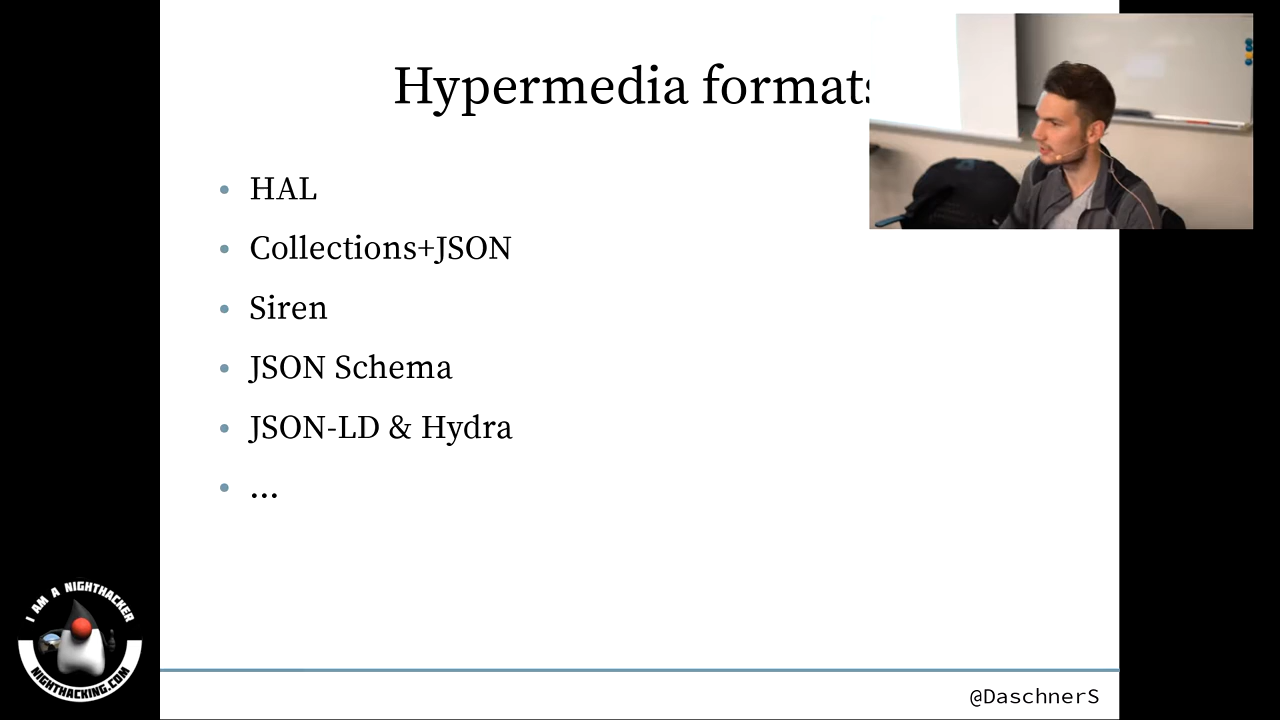 Hypermedia formats
HAL
Collections+JSON
Siren
JSON Schema
JSON-LD & Hydra
...
I AM A NIGHTHACKER
NIGHTHACKING.COM
@DaschnerS